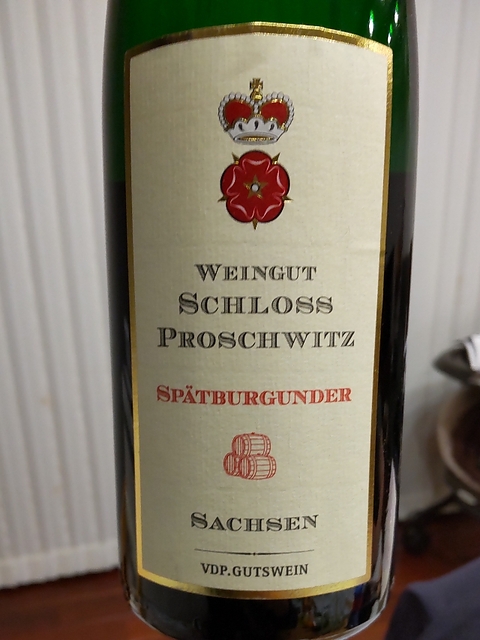 WEINGUT
SCHLOSS
PROSCHWITZ
SPÄTBURGUNDER
SACHSEN
VDP.GUTSWEIN